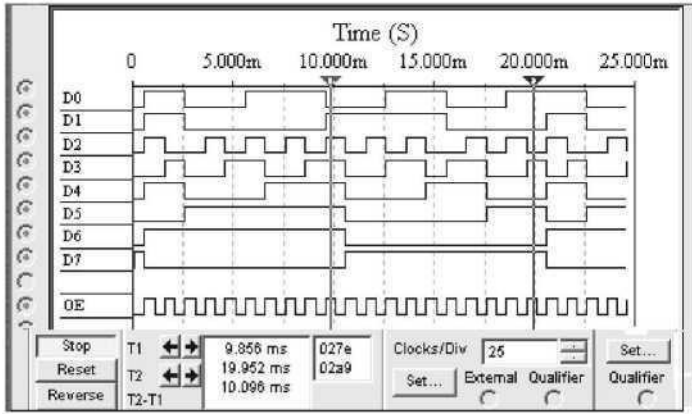 Time (S)
0 5.000m 10.000m 15.000m 20.000m 25.000m
D0
D1
D2
D3
D4
D5
D6
D7
OE
Stop T1 9.856 ms 027e Clocks/Div 25 Set...
Reset T2 19.952 ms 02a9 Set... External Qualifier Qualifier
Reverse T2-T1 10.096 ms